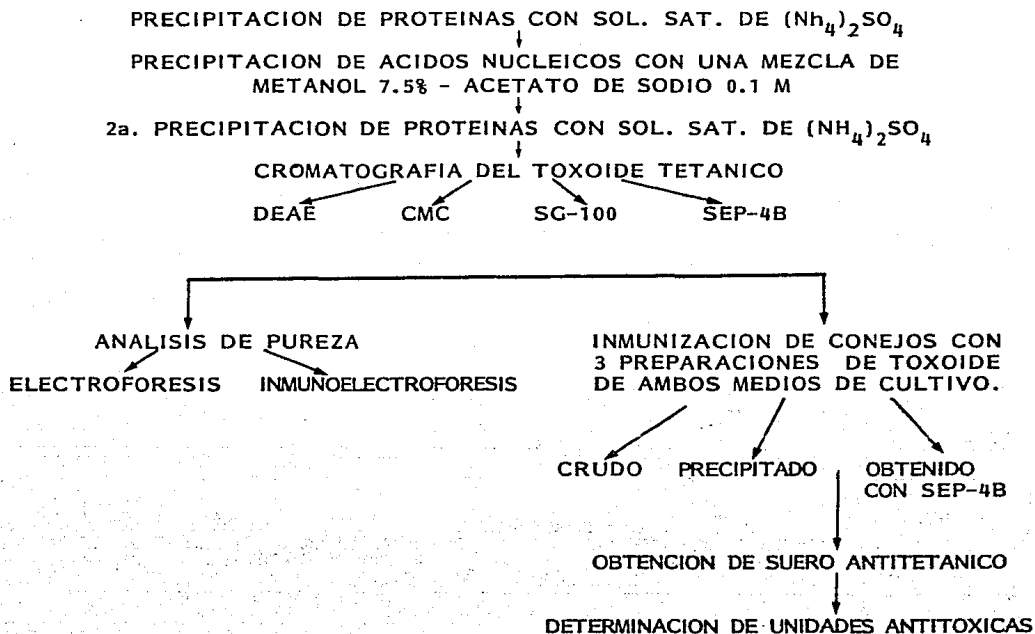 PRECIPITACION DE PROTEINAS CON SOL. SAT. DE (Nh₄)₂SO₄
PRECIPITACION DE ACIDOS NUCLEICOS CON UNA MEZCLA DE
METANOL 7.5% - ACETATO DE SODIO 0.1 M
2a. PRECIPITACION DE PROTEINAS CON SOL. SAT. DE (NH₄)₂SO₄
CROMATOGRAFIA DEL TOXOIDE TETANICO
DEAE CMC SG-100 SEP-4B
ANALISIS DE PUREZA
ELECTROFORESIS INMUNOELECTROFORESIS
INMUNIZACION DE CONEJOS CON
3 PREPARACIONES DE TOXOIDE
DE AMBOS MEDIOS DE CULTIVO.
CRUDO PRECIPITADO OBTENIDO
CON SEP-4B
OBTENCION DE SUERO ANTITETANICO
DETERMINACION DE UNIDADES ANTITOXICAS